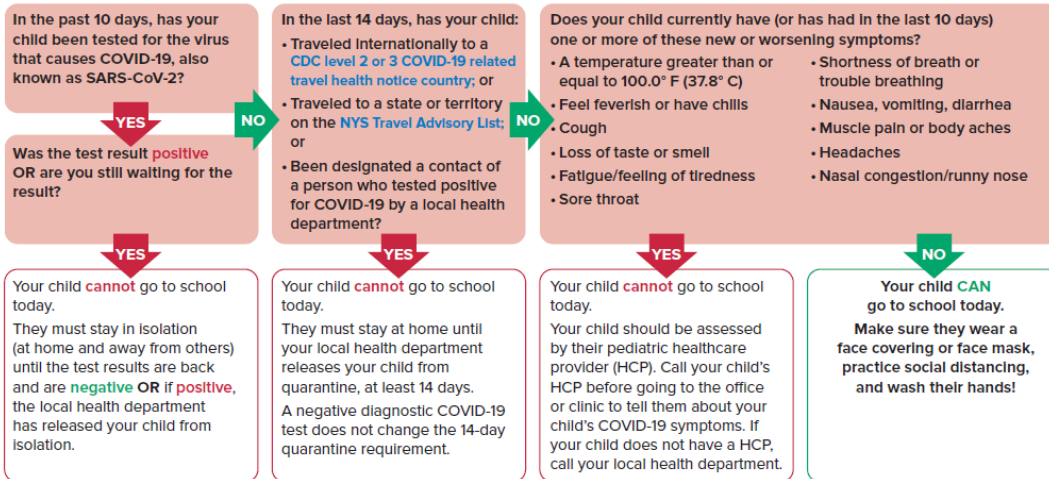 In the past 10 days, has your
child been tested for the virus
that causes COVID-19, also
known as SARS-CoV-2?
YES
Was the test result positive
OR are you still waiting for the
result?
YES
Your child cannot go to school
today.
They must stay in isolation
(at home and away from others)
until the test results are back
and are negative OR if positive,
the local health department
has released your child from
isolation.
NO
In the last 14 days, has your child:
• Traveled internationally to a
CDC level 2 or 3 COVID-19 related
travel health notice country; or
• Traveled to a state or territory
on the NYS Travel Advisory List;
or
• Been designated a contact of
a person who tested positive
for COVID-19 by a local health
department?
YES
Your child cannot go to school
today.
They must stay at home until
your local health department
releases your child from
quarantine, at least 14 days.
A negative diagnostic COVID-19
test does not change the 14-day
quarantine requirement.
NO
Does your child currently have (or has had in the last 10 days)
one or more of these new or worsening symptoms?
• A temperature greater than or
equal to 100.0° F (37.8° C)
• Feel feverish or have chills
• Cough
• Loss of taste or smell
• Fatigue/feeling of tiredness
• Sore throat
• Shortness of breath or
trouble breathing
• Nausea, vomiting, diarrhea
• Muscle pain or body aches
• Headaches
• Nasal congestion/runny nose
YES
Your child cannot go to school
today.
Your child should be assessed
by their pediatric healthcare
provider (HCP). Call your child's
HCP before going to the office
or clinic to tell them about your
child's COVID-19 symptoms. If
your child does not have a HCP,
call your local health department.
NO
Your child CAN
go to school today.
Make sure they wear a
face covering or face mask,
practice social distancing,
and wash their hands!